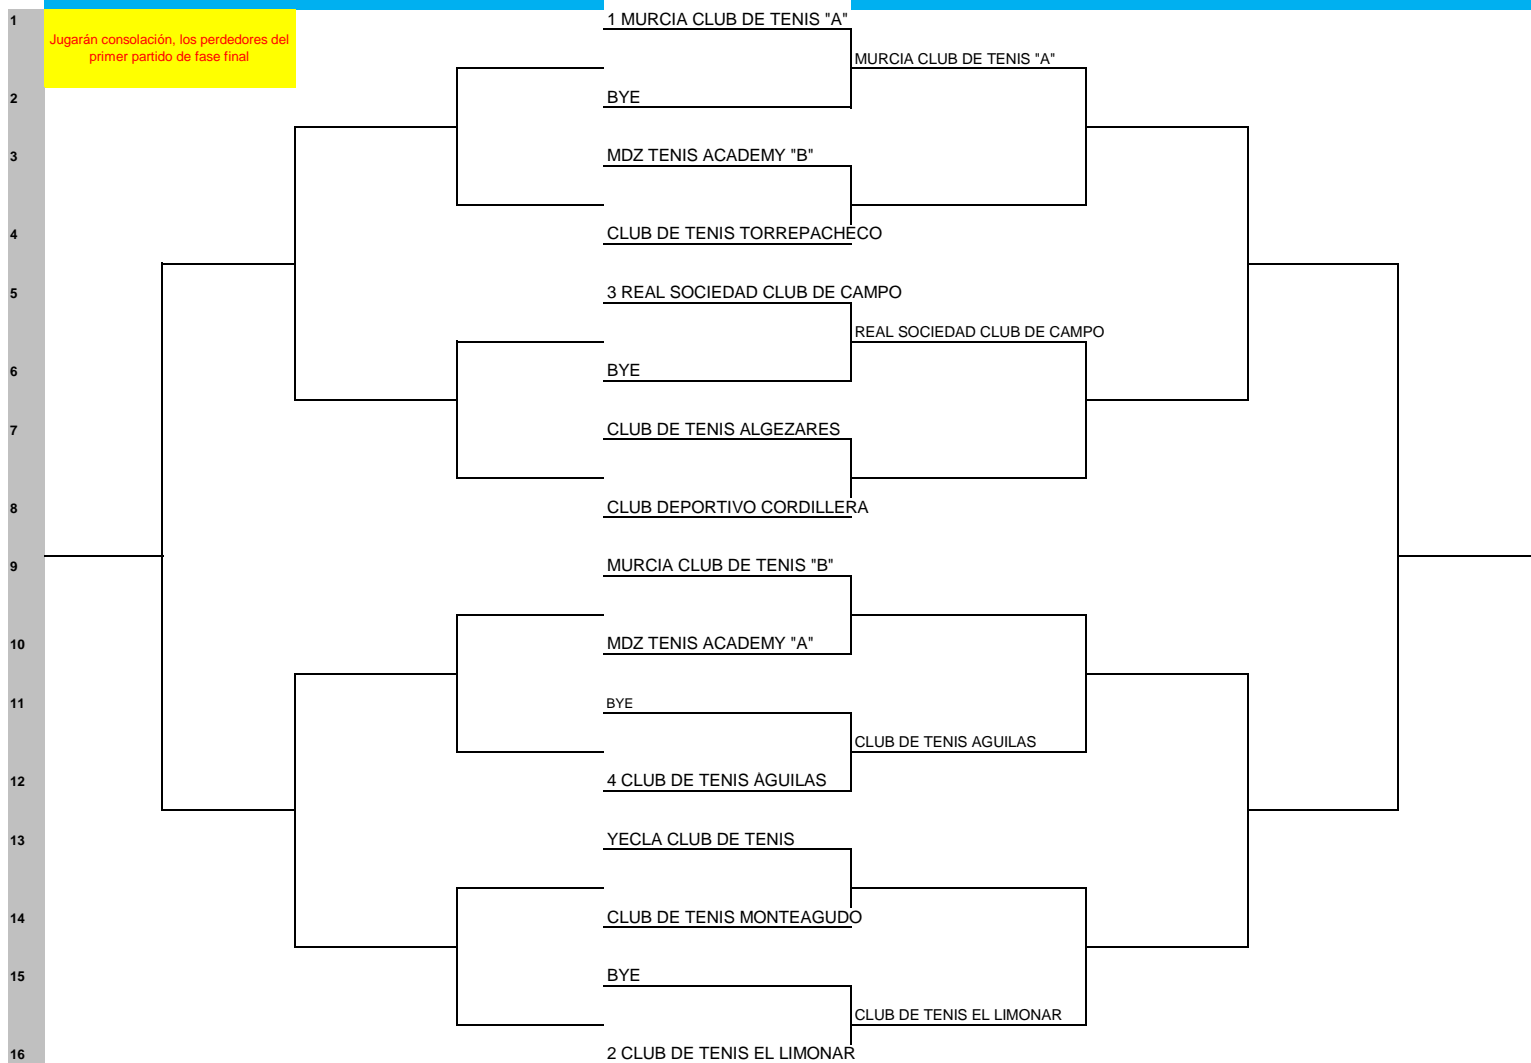 1
1 MURCIA CLUB DE TENIS "A"
Jugarán consolación, los perdedores del
primer partido de fase final
MURCIA CLUB DE TENIS "A"
2
BYE
3
MDZ TENIS ACADEMY "B"
4
CLUB DE TENIS TORREPACHECO
5
3 REAL SOCIEDAD CLUB DE CAMPO
REAL SOCIEDAD CLUB DE CAMPO
6
BYE
7
CLUB DE TENIS ALGEZARES
8
CLUB DEPORTIVO CORDILLERA
9
MURCIA CLUB DE TENIS "B"
10
MDZ TENIS ACADEMY "A"
11
BYE
CLUB DE TENIS AGUILAS
12
4 CLUB DE TENIS AGUILAS
13
YECLA CLUB DE TENIS
14
CLUB DE TENIS MONTEAGUDO
15
BYE
CLUB DE TENIS EL LIMONAR
16
2 CLUB DE TENIS EL LIMONAR